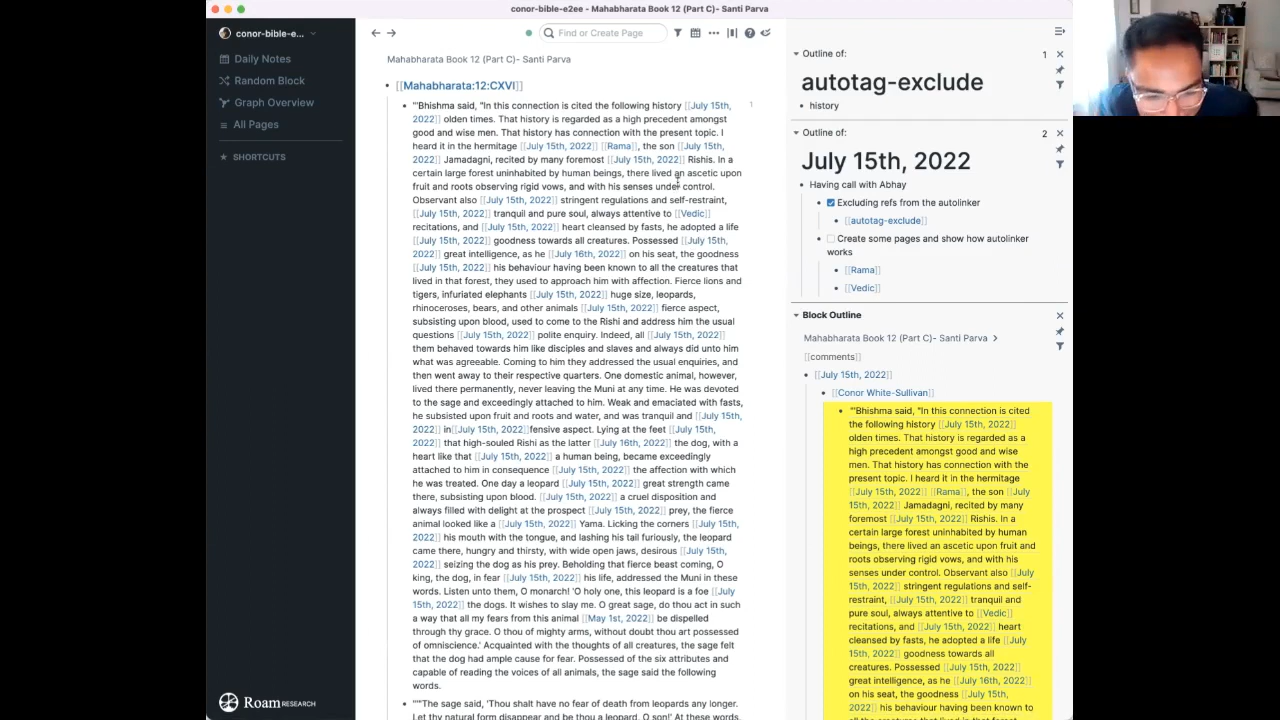 conor-bible-e2ee - Mahabharata Book 12 (Part C)- Santi Parva
conor-bible-e...
Daily Notes
Random Block
Graph Overview
All Pages
SHORTCUTS
Roam RESEARCH
Find or Create Page
Mahabharata Book 12 (Part C)- Santi Parva
[[Mahabharata:12:CXVI]]
1
"'Bhishma said, "In this connection is cited the following history [[July 15th,
2022]] olden times. That history is regarded as a high precedent amongst
good and wise men. That history has connection with the present topic. I
heard it in the hermitage [[July 15th, 2022]] [[Rama]], the son [[July 15th,
2022]] Jamadagni, recited by many foremost [[July 15th, 2022]] Rishis. In a
certain large forest uninhabited by human beings, there lived an ascetic upon
fruit and roots observing rigid vows, and with his senses under control.
Observant also [[July 15th, 2022]] stringent regulations and self-restraint,
[[July 15th, 2022]] tranquil and pure soul, always attentive to [[Vedic]]
recitations, and [[July 15th, 2022]] heart cleansed by fasts, he adopted a life
[[July 15th, 2022]] goodness towards all creatures. Possessed [[July 15th,
2022]] great intelligence, as he [[July 16th, 2022]] on his seat, the goodness
[[July 15th, 2022]] his behaviour having been known to all the creatures that
lived in that forest, they used to approach him with affection. Fierce lions and
tigers, infuriated elephants [[July 15th, 2022]] huge size, leopards,
rhinoceroses, bears, and other animals [[July 15th, 2022]] fierce aspect,
subsisting upon blood, used to come to the Rishi and address him the usual
questions [[July 15th, 2022]] polite enquiry. Indeed, all [[July 15th, 2022]]
them behaved towards him like disciples and slaves and always did unto him
what was agreeable. Coming to him they addressed the usual enquiries, and
then went away to their respective quarters. One domestic animal, however,
lived there permanently, never leaving the Muni at any time. He was devoted
to the sage and exceedingly attached to him. Weak and emaciated with fasts,
he subsisted upon fruit and roots and water, and was tranquil and [[July 15th,
2022]] in[[July 15th, 2022]]fensive aspect. Lying at the feet [[July 15th,
2022]] that high-souled Rishi as the latter [[July 16th, 2022]] the dog, with a
heart like that [[July 15th, 2022]] a human being, became exceedingly
attached to him in consequence [[July 15th, 2022]] the affection with which
he was treated. One day a leopard [[July 15th, 2022]] great strength came
there, subsisting upon blood. [[July 15th, 2022]] a cruel disposition and
always filled with delight at the prospect [[July 15th, 2022]] prey, the fierce
animal looked like a [[July 15th, 2022]] Yama. Licking the corners [[July 15th,
2022]] his mouth with the tongue, and lashing his tail furiously, the leopard
came there, hungry and thirsty, with wide open jaws, desirous [[July 15th,
2022]] seizing the dog as his prey. Beholding that fierce beast coming, O
king, the dog, in fear [[July 15th, 2022]] his life, addressed the Muni in these
words. Listen unto them, O monarch! 'O holy one, this leopard is a foe [[July
15th, 2022]] the dogs. It wishes to slay me. O great sage, do thou act in such
a way that all my fears from this animal [[May 1st, 2022]] be dispelled
through thy grace. O thou of mighty arms, without doubt thou art possessed
of omniscience.' Acquainted with the thoughts of all creatures, the sage felt
that the dog had ample cause for fear. Possessed of the six attributes and
capable of reading the voices of all animals, the sage said the following
words.
"'"The sage said, 'Thou shalt have no fear of death from leopards any longer.
Let thy natural form disappear and be thou a leopard, O son!' At these words,
Outline of:
1
autotag-exclude
history
Outline of:
2
July 15th, 2022
Having call with Abhay
Excluding refs from the autolinker
[[autotag-exclude]]
Create some pages and show how autolinker
works
[[Rama]]
[[Vedic]]
Block Outline
Mahabharata Book 12 (Part C)- Santi Parva
[[comments]]
[[July 15th, 2022]]
[[Conor White-Sullivan]]
"'Bhishma said, "In this connection is cited
the following history [[July 15th, 2022]]
olden times. That history is regarded as a
high precedent amongst good and wise
men. That history has connection with the
present topic. I heard it in the hermitage
[[July 15th, 2022]] [[Rama]], the son [[July
15th, 2022]] Jamadagni, recited by many
foremost [[July 15th, 2022]] Rishis. In a
certain large forest uninhabited by human
beings, there lived an ascetic upon fruit and
roots observing rigid vows, and with his
senses under control. Observant also [[July
15th, 2022]] stringent regulations and self-
restraint, [[July 15th, 2022]] tranquil and
pure soul, always attentive to [[Vedic]]
recitations, and [[July 15th, 2022]] heart
cleansed by fasts, he adopted a life [[July
15th, 2022]] goodness towards all
creatures. Possessed [[July 15th, 2022]]
great intelligence, as he [[July 16th, 2022]]
on his seat, the goodness [[July 15th,
2022]] his behaviour having been known to